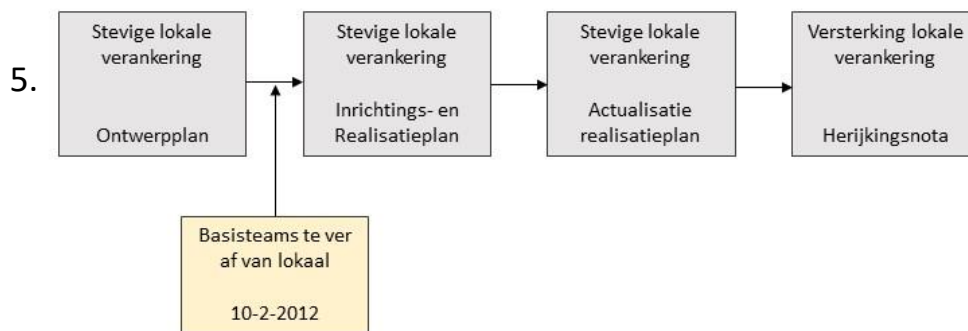 5.
Stevige lokale
verankering
Ontwerpplan
Stevige lokale
verankering
Inrichtings- en
Realisatieplan
Stevige lokale
verankering
Actualisatie
realisatieplan
Versterking lokale
verankering
Herijkingsnota
Basisteams te ver
af van lokaal
10-2-2012